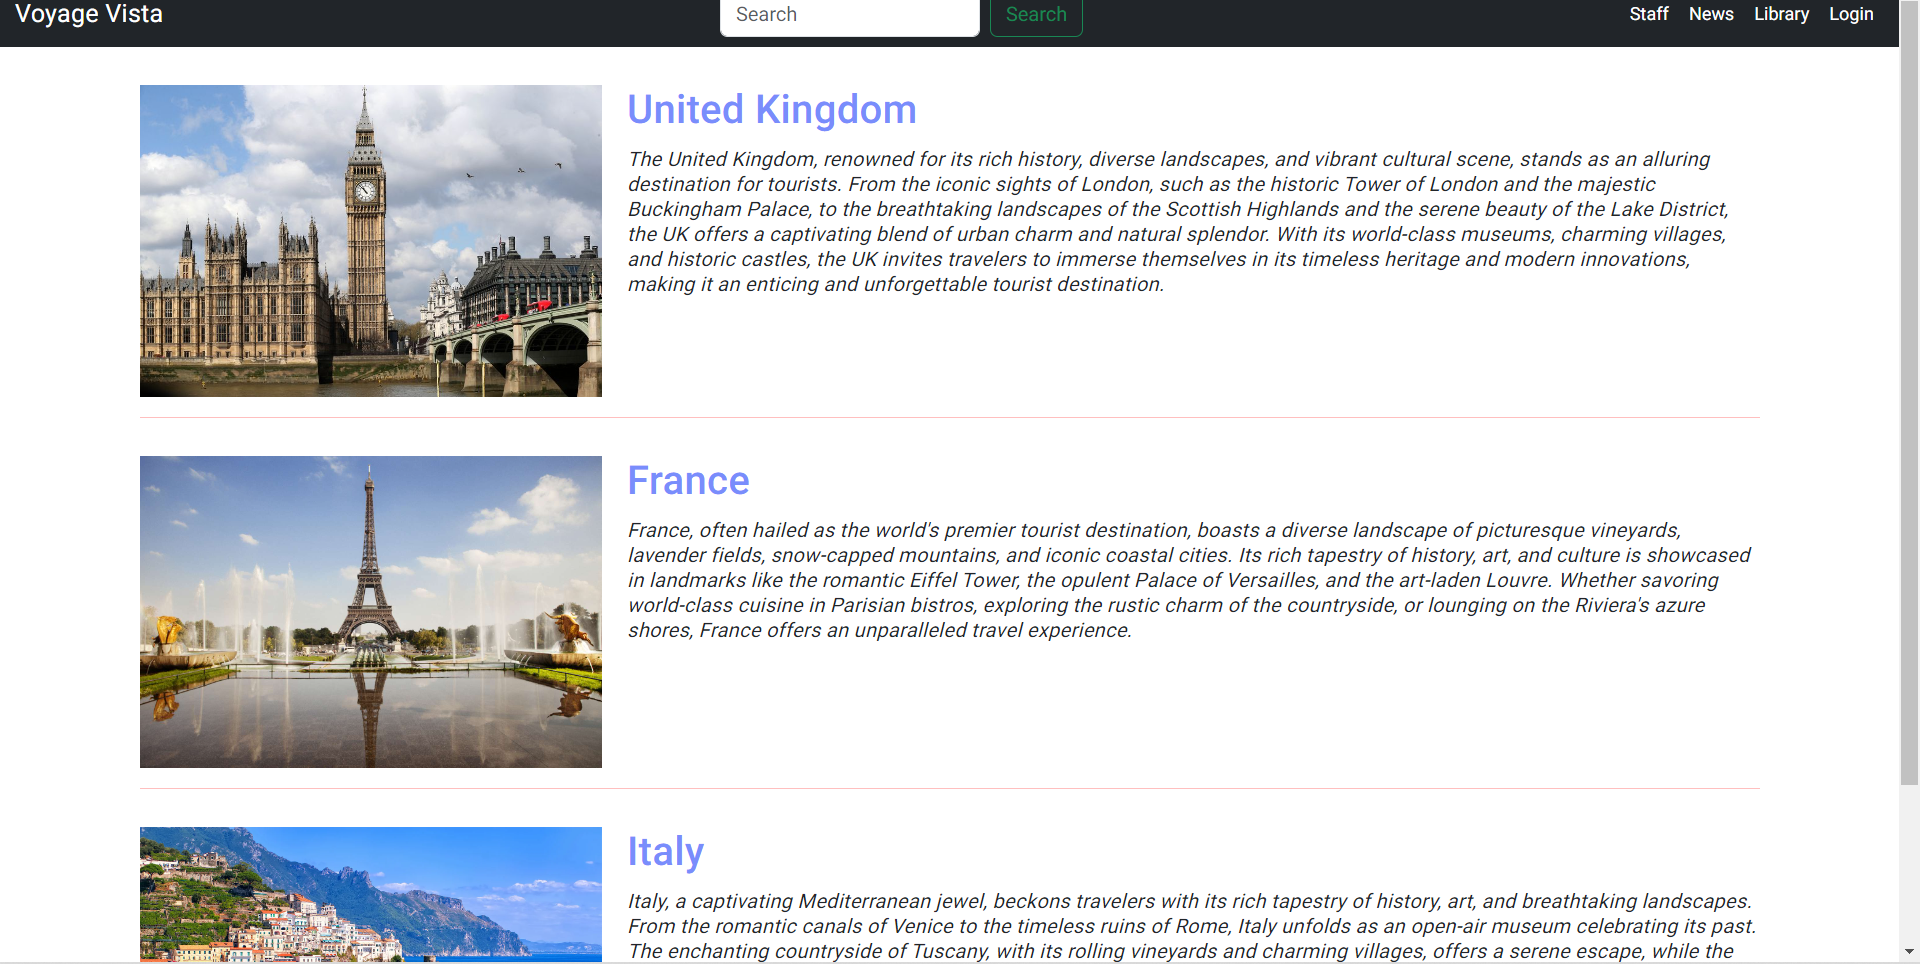 Voyage Vista
Search
Search
Staff
News
Library
Login
United Kingdom
The United Kingdom, renowned for its rich history, diverse landscapes, and vibrant cultural scene, stands as an alluring
destination for tourists. From the iconic sights of London, such as the historic Tower of London and the majestic
Buckingham Palace, to the breathtaking landscapes of the Scottish Highlands and the serene beauty of the Lake District,
the UK offers a captivating blend of urban charm and natural splendor. With its world-class museums, charming villages,
and historic castles, the UK invites travelers to immerse themselves in its timeless heritage and modern innovations,
making it an enticing and unforgettable tourist destination.
France
France, often hailed as the world's premier tourist destination, boasts a diverse landscape of picturesque vineyards,
lavender fields, snow-capped mountains, and iconic coastal cities. Its rich tapestry of history, art, and culture is showcased
in landmarks like the romantic Eiffel Tower, the opulent Palace of Versailles, and the art-laden Louvre. Whether savoring
world-class cuisine in Parisian bistros, exploring the rustic charm of the countryside, or lounging on the Riviera's azure
shores, France offers an unparalleled travel experience.
Italy
Italy, a captivating Mediterranean jewel, beckons travelers with its rich tapestry of history, art, and breathtaking landscapes.
From the romantic canals of Venice to the timeless ruins of Rome, Italy unfolds as an open-air museum celebrating its past.
The enchanting countryside of Tuscany, with its rolling vineyards and charming villages, offers a serene escape, while the